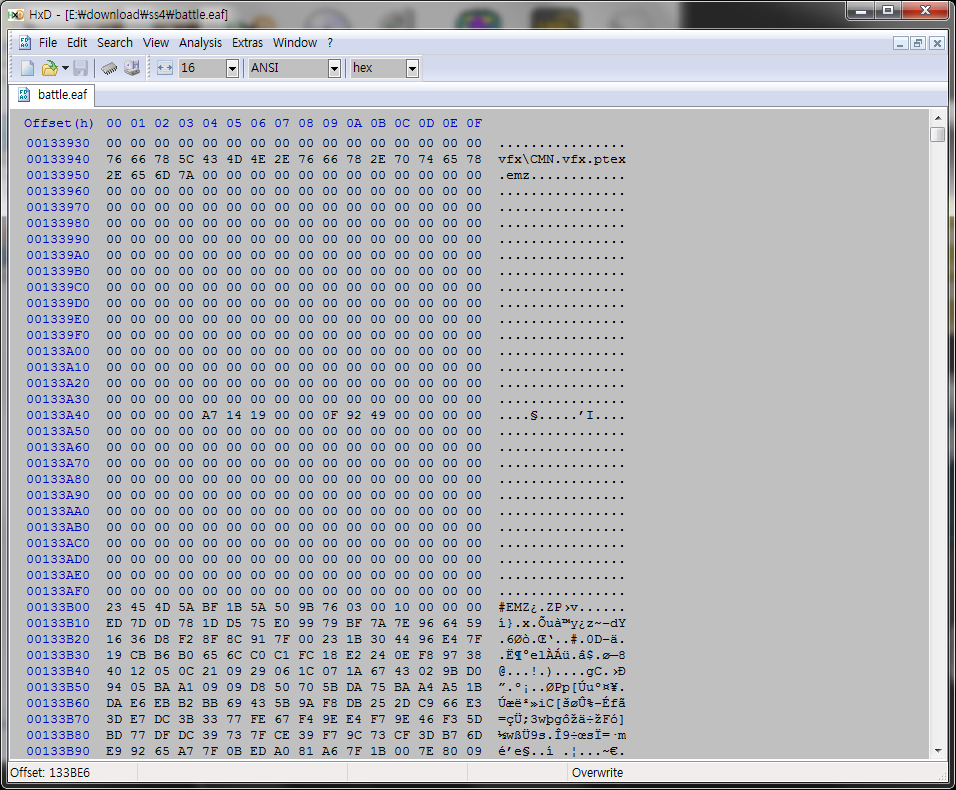 HxD - [E:₩download₩ss4₩battle.eaf]
File Edit Search View Analysis Extras Window ?
16 ANSI hex
battle.eaf
Offset(h) 00 01 02 03 04 05 06 07 08 09 0A 0B 0C 0D 0E 0F
00133930 00 00 00 00 00 00 00 00 00 00 00 00 00 00 00 00 ................
00133940 76 66 78 5C 43 4D 4E 2E 76 66 78 2E 70 74 65 78 vfx\CMN.vfx.ptex
00133950 2E 65 6D 7A 00 00 00 00 00 00 00 00 00 00 00 00 .emz............
00133960 00 00 00 00 00 00 00 00 00 00 00 00 00 00 00 00 ................
00133970 00 00 00 00 00 00 00 00 00 00 00 00 00 00 00 00 ................
00133980 00 00 00 00 00 00 00 00 00 00 00 00 00 00 00 00 ................
00133990 00 00 00 00 00 00 00 00 00 00 00 00 00 00 00 00 ................
001339A0 00 00 00 00 00 00 00 00 00 00 00 00 00 00 00 00 ................
001339B0 00 00 00 00 00 00 00 00 00 00 00 00 00 00 00 00 ................
001339C0 00 00 00 00 00 00 00 00 00 00 00 00 00 00 00 00 ................
001339D0 00 00 00 00 00 00 00 00 00 00 00 00 00 00 00 00 ................
001339E0 00 00 00 00 00 00 00 00 00 00 00 00 00 00 00 00 ................
001339F0 00 00 00 00 00 00 00 00 00 00 00 00 00 00 00 00 ................
00133A00 00 00 00 00 00 00 00 00 00 00 00 00 00 00 00 00 ................
00133A10 00 00 00 00 00 00 00 00 00 00 00 00 00 00 00 00 ................
00133A20 00 00 00 00 00 00 00 00 00 00 00 00 00 00 00 00 ................
00133A30 00 00 00 00 00 00 00 00 00 00 00 00 00 00 00 00 ................
00133A40 00 00 00 00 A7 14 19 00 00 0F 92 49 00 00 00 00 ....§.....’I....
00133A50 00 00 00 00 00 00 00 00 00 00 00 00 00 00 00 00 ................
00133A60 00 00 00 00 00 00 00 00 00 00 00 00 00 00 00 00 ................
00133A70 00 00 00 00 00 00 00 00 00 00 00 00 00 00 00 00 ................
00133A80 00 00 00 00 00 00 00 00 00 00 00 00 00 00 00 00 ................
00133A90 00 00 00 00 00 00 00 00 00 00 00 00 00 00 00 00 ................
00133AA0 00 00 00 00 00 00 00 00 00 00 00 00 00 00 00 00 ................
00133AB0 00 00 00 00 00 00 00 00 00 00 00 00 00 00 00 00 ................
00133AC0 00 00 00 00 00 00 00 00 00 00 00 00 00 00 00 00 ................
00133AD0 00 00 00 00 00 00 00 00 00 00 00 00 00 00 00 00 ................
00133AE0 00 00 00 00 00 00 00 00 00 00 00 00 00 00 00 00 ................
00133AF0 00 00 00 00 00 00 00 00 00 00 00 00 00 00 00 00 ................
00133B00 23 45 4D 5A BF 1B 5A 50 9B 76 03 00 10 00 00 00 #EMZ¿.ZP›v......
00133B10 ED 7D 0D 78 1D D5 75 E0 99 79 BF 7A 7E 96 64 59 í}.x.Õuà™y¿z~–dY
00133B20 16 36 D8 F2 8F 8C 91 7F 00 23 1B 30 44 96 E4 7F .6Øò.Œ‘..#.0D–ä.
00133B30 19 CB B6 B0 65 6C C0 C1 FC 18 E2 24 0E F8 97 38 .Ë¶°elÀÁü.â$.ø—8
00133B40 40 12 05 0C 21 09 29 06 1C 07 1A 67 43 02 9B D0 @...!.)....gC.›Ð
00133B50 94 05 BA A1 09 09 D8 50 70 5B DA 75 BA A4 A5 1B ”.º¡..ØPp[Úuº¤¥.
00133B60 DA E6 EB B2 BB 69 43 5B 9A F8 DB 25 2D C9 66 E3 Úæë²»iC[šøÛ%-Éfã
00133B70 3D E7 DC 3B 33 77 FE 67 F4 9E E4 F7 9E 46 F3 5D =çÜ;3wþgôžä÷žFó]
00133B80 BD 77 DF DC 39 73 7F CE 39 F7 9C 73 CF 3D B7 6D ½wßÜ9s.Î9÷œsÏ=·m
00133B90 E9 92 65 A7 7F 0B ED A0 81 A6 7F 1B 00 7E 80 09 é’e§..í .¦...~€.
Offset: 133BE6 Overwrite